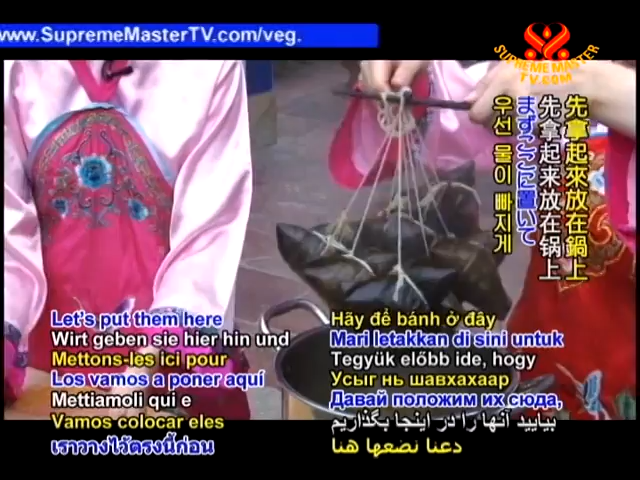 www.SupremeMasterTV.com/veg.
SUPREME MASTER
TV.COM
先拿起來放在鍋上
先拿起来放在锅上
まずここに置いて
우선 물이 빠지게
Let's put them here
Wirt geben sie hier hin und
Mettons-les ici pour
Los vamos a poner aquí
Mettiamoli qui e
Vamos colocar eles
เราวางไว้ตรงนี้ก่อน
Hãy để bánh ở đây
Mari letakkan di sini untuk
Tegyük előbb ide, hogy
Усыг нь шавхахаар
Давай положим их сюда,
بیایید آنها را در اینجا بگذاریم
دعنا نضعها هنا